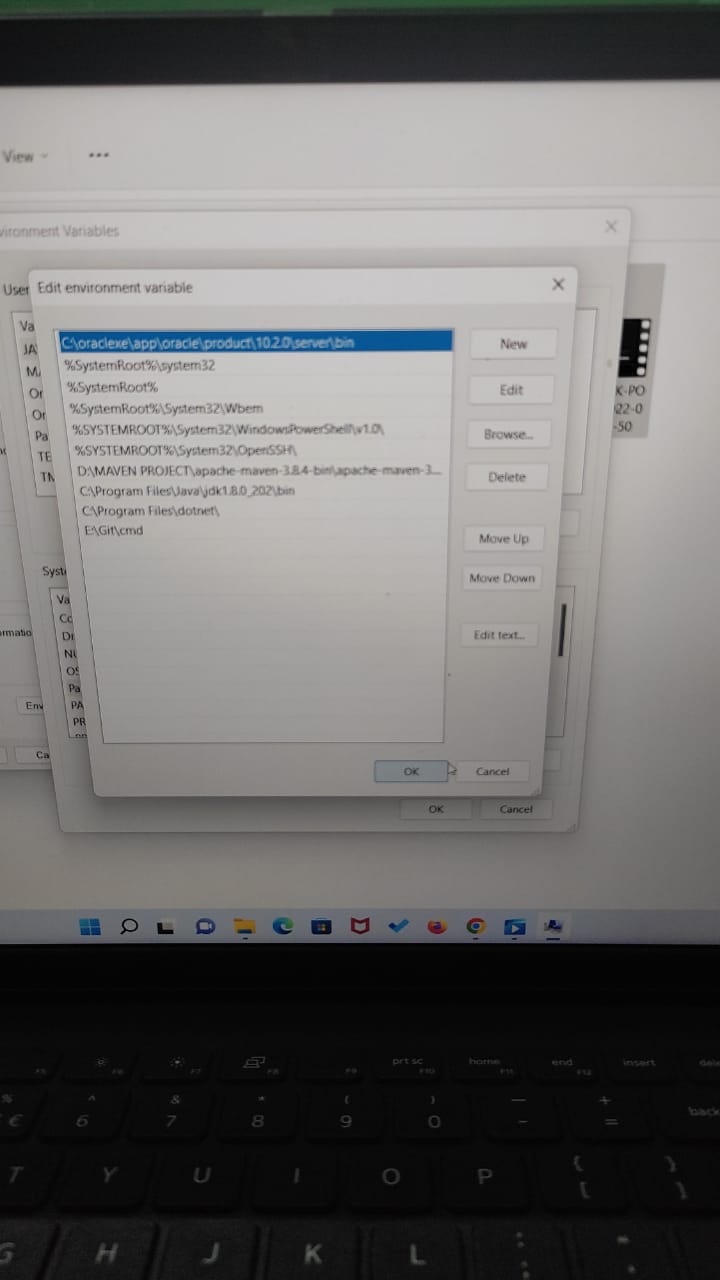 View
•••
vironment Variables
User
Edit environment variable
Va
JA
Or
Or
Pa
TE
C:\oraclexe\app\oracle\product\10.2.0\server\bin
%SystemRoot%\system32
%SystemRoot%
%SystemRoot%\System32\Wbem
%SYSTEMROOT%\System32\WindowsPowerShell\v1.0\
%SYSTEMROOT%\System32\OpenSSH\
D:\MAVEN PROJECT\apache-maven-3.8.4-bin\apache-maven-3...
C:\Program Files\Java\jdk1.8.0_202\bin
C:\Program Files\dotnet\
E:\Git\cmd
New
Edit
Browse...
Delete
Move Up
Move Down
Edit text...
K-PO
22-0
-50
Syst
Va
Co
NU
OS
Pa
PA
PR
rmatio
Env
Ca
OK
Cancel
OK
Cancel
F5
F6
F7
F8
F9
prt sc
F10
home
F11
end
F12
insert
% €
^ 6
& 7
* 8
( 9
) 0
— -
+ =
back
T Y U I O P { [ } ]
G H J K L : ;